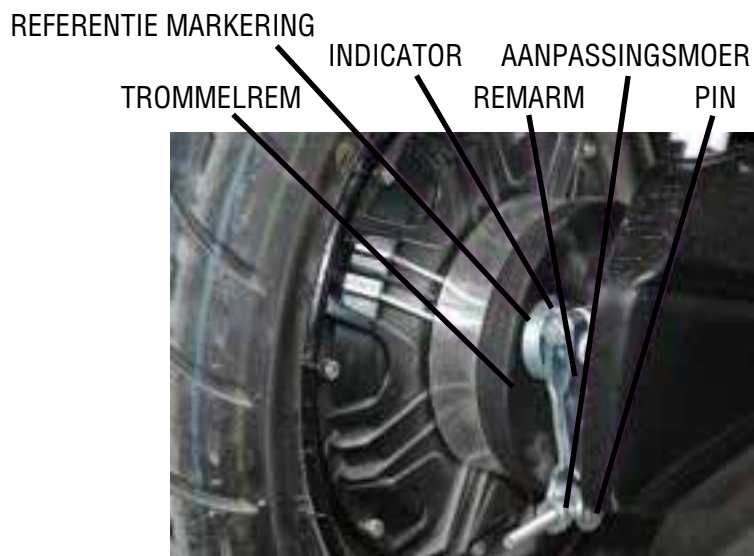 REFERENTIE MARKERING
INDICATOR AANPASSINGSMOER
TROMMELREM REMARM PIN